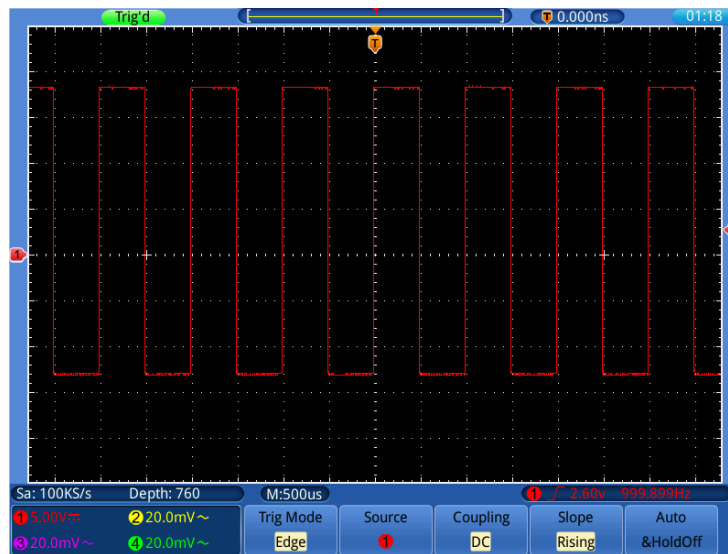 Trig'd T 0.000ns 01:18
T
1
Sa: 100KS/s Depth: 760 M:500us 1 2.60v 999.899Hz
1 5.00V 2 20.0mV~ Trig Mode Source Coupling Slope Auto
3 20.0mV~ 4 20.0mV~ Edge 1 DC Rising &HoldOff